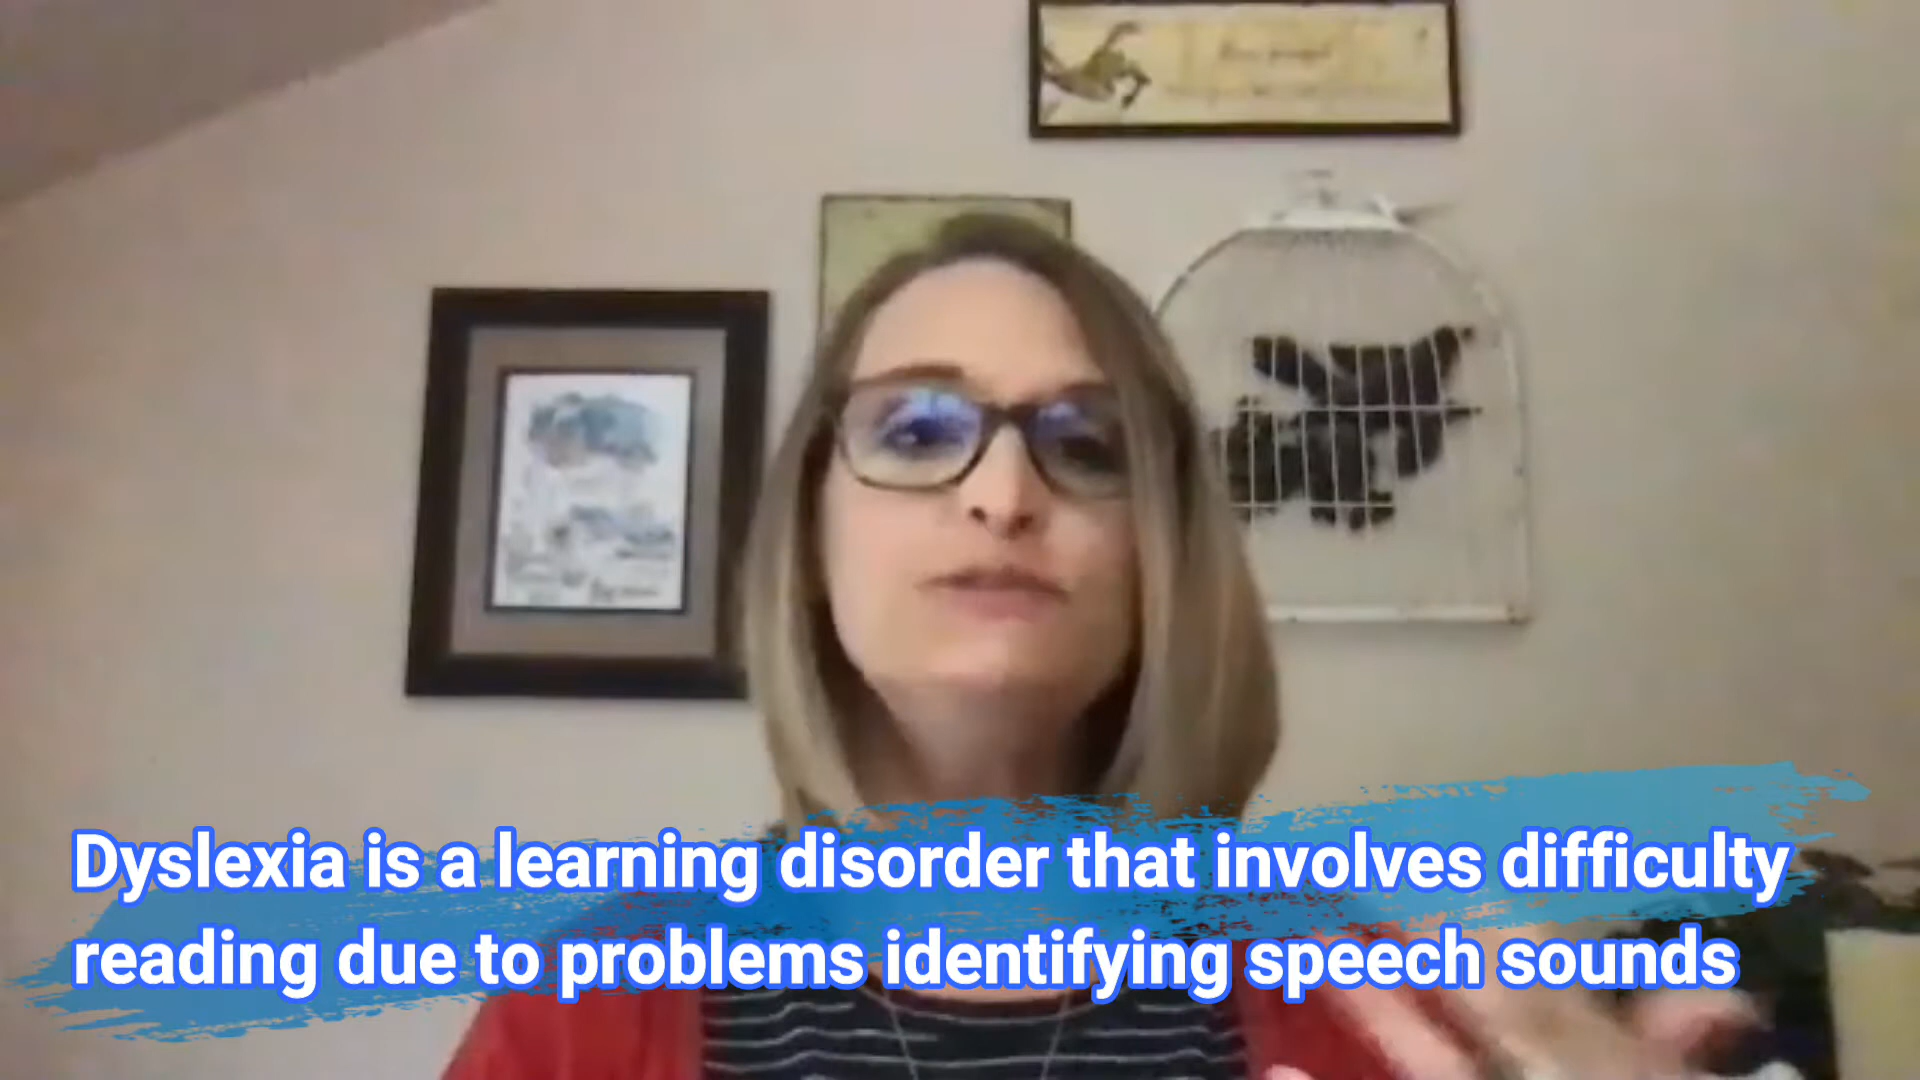 Dyslexia is a learning disorder that involves difficulty
reading due to problems identifying speech sounds